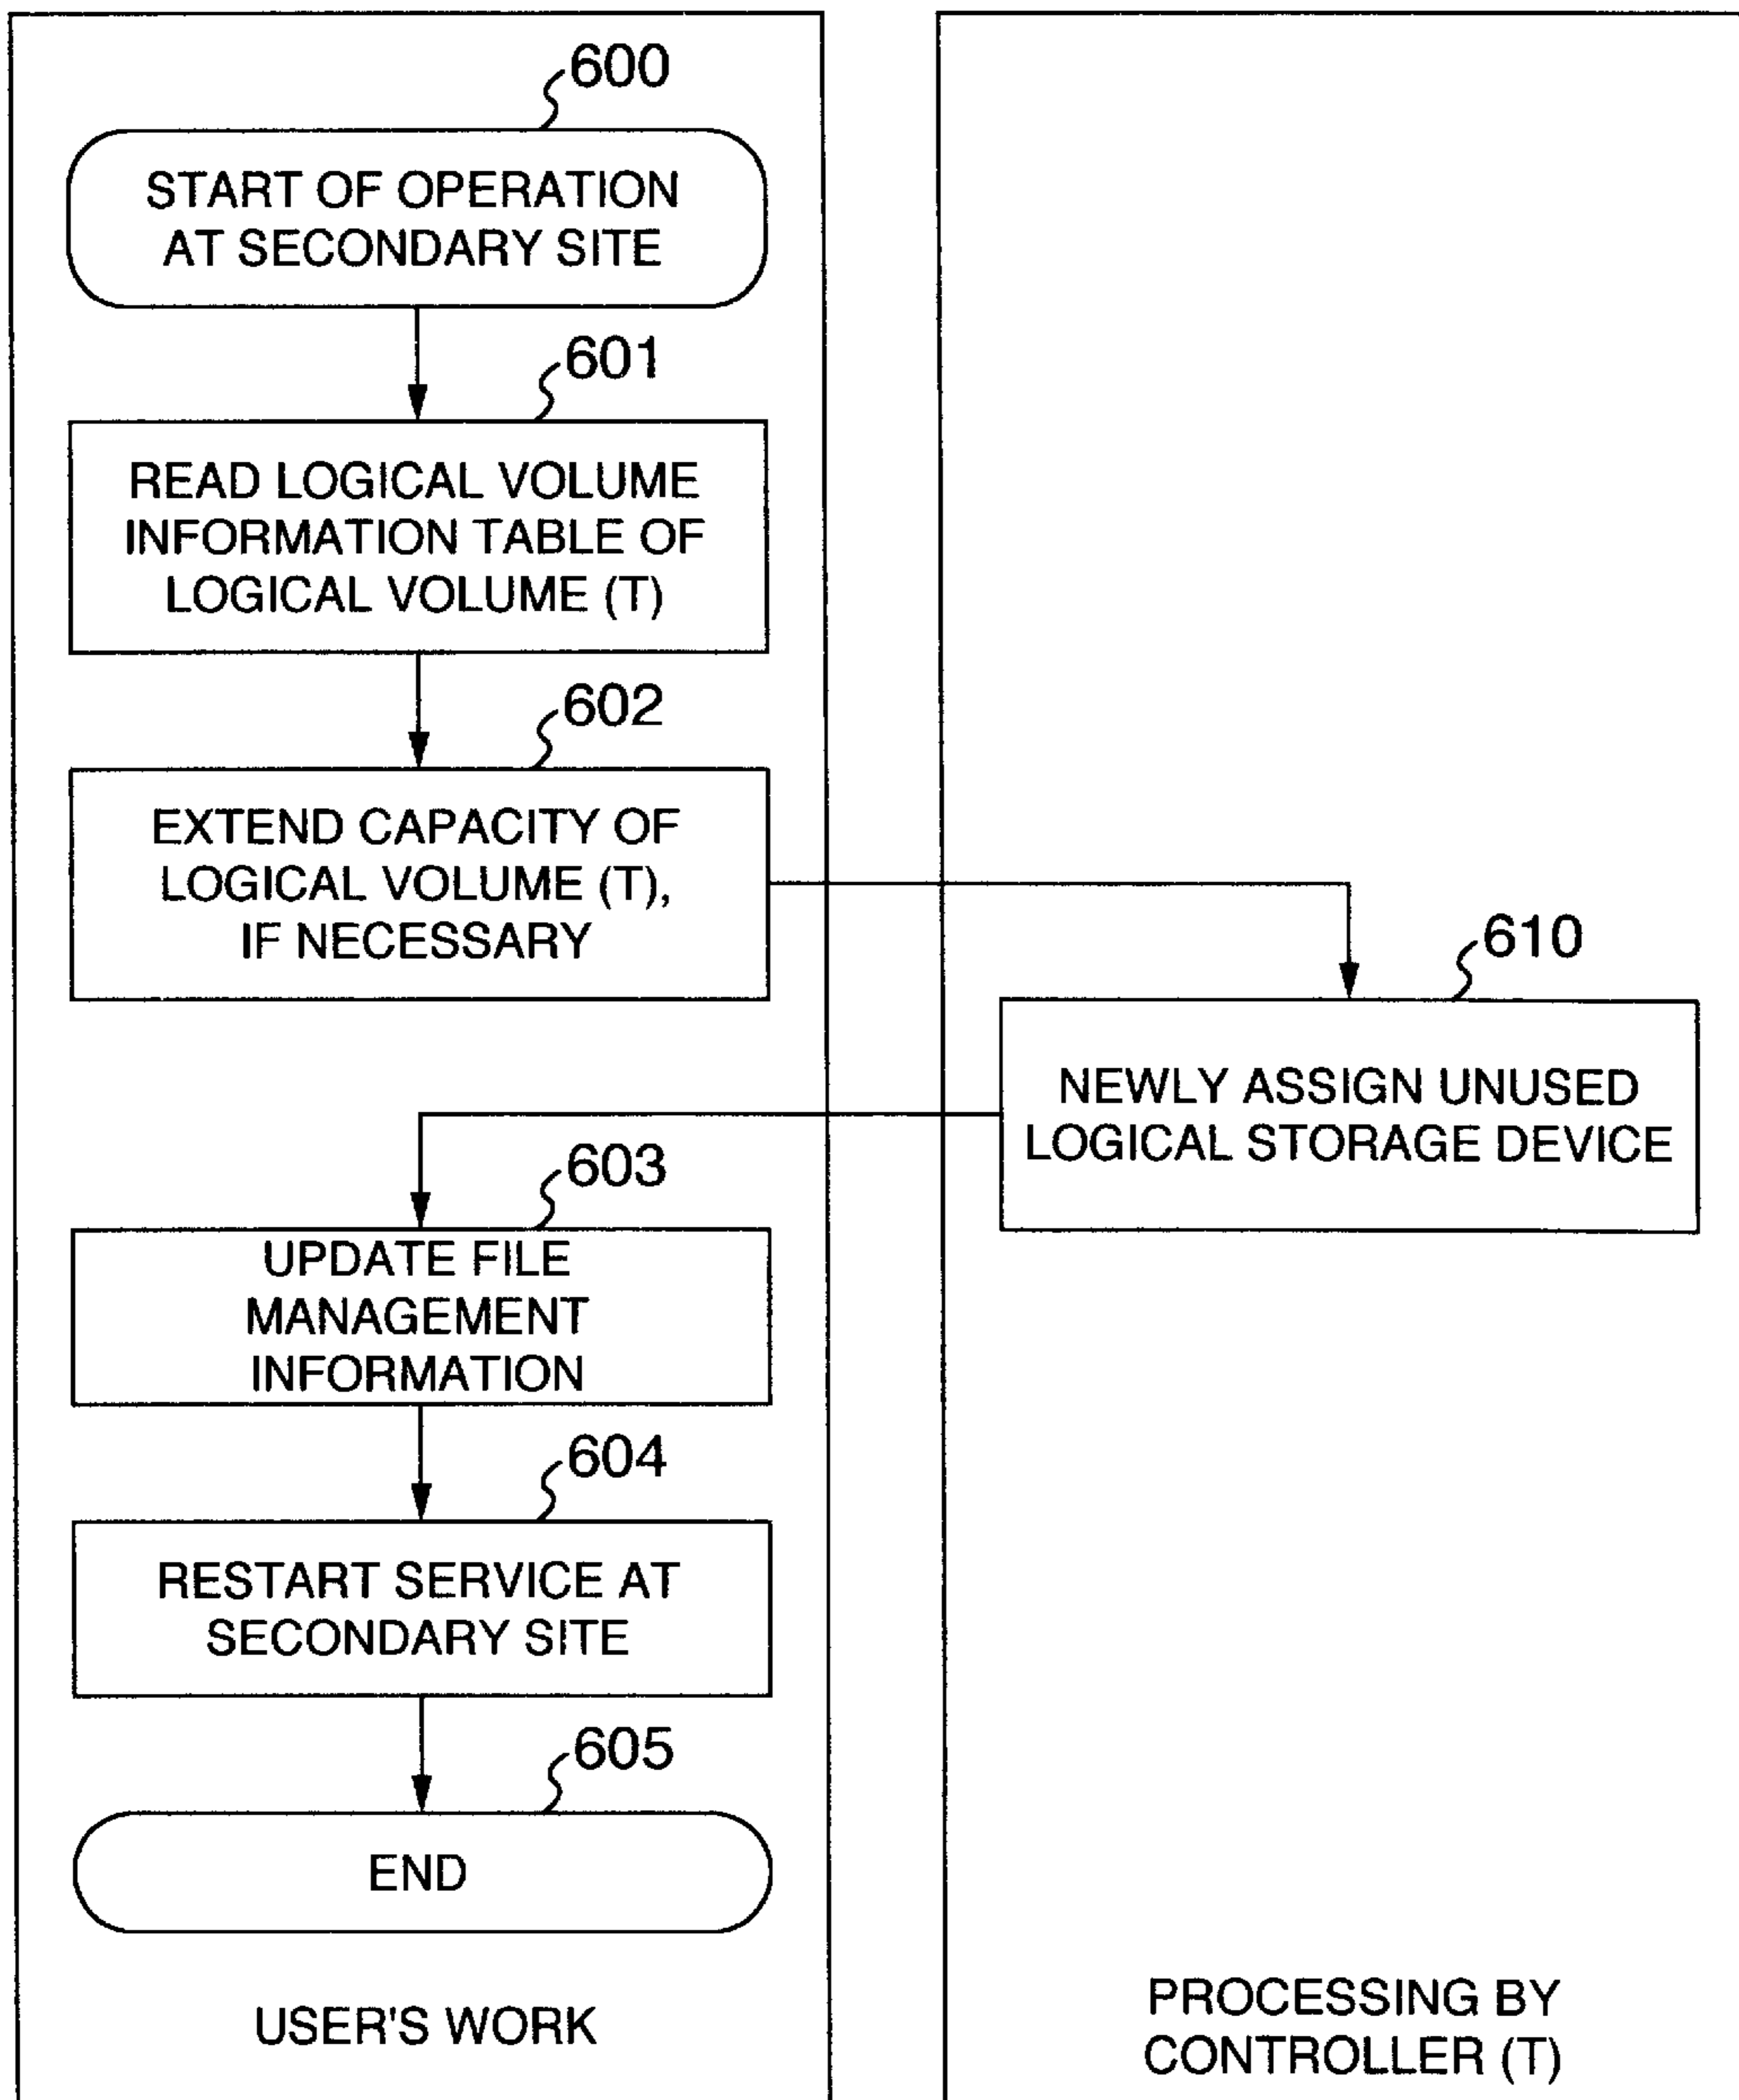 600
START OF OPERATION
AT SECONDARY SITE
601
READ LOGICAL VOLUME
INFORMATION TABLE OF
LOGICAL VOLUME (T)
602
EXTEND CAPACITY OF
LOGICAL VOLUME (T),
IF NECESSARY
610
NEWLY ASSIGN UNUSED
LOGICAL STORAGE DEVICE
603
UPDATE FILE
MANAGEMENT
INFORMATION
604
RESTART SERVICE AT
SECONDARY SITE
605
END
USER'S WORK
PROCESSING BY
CONTROLLER (T)